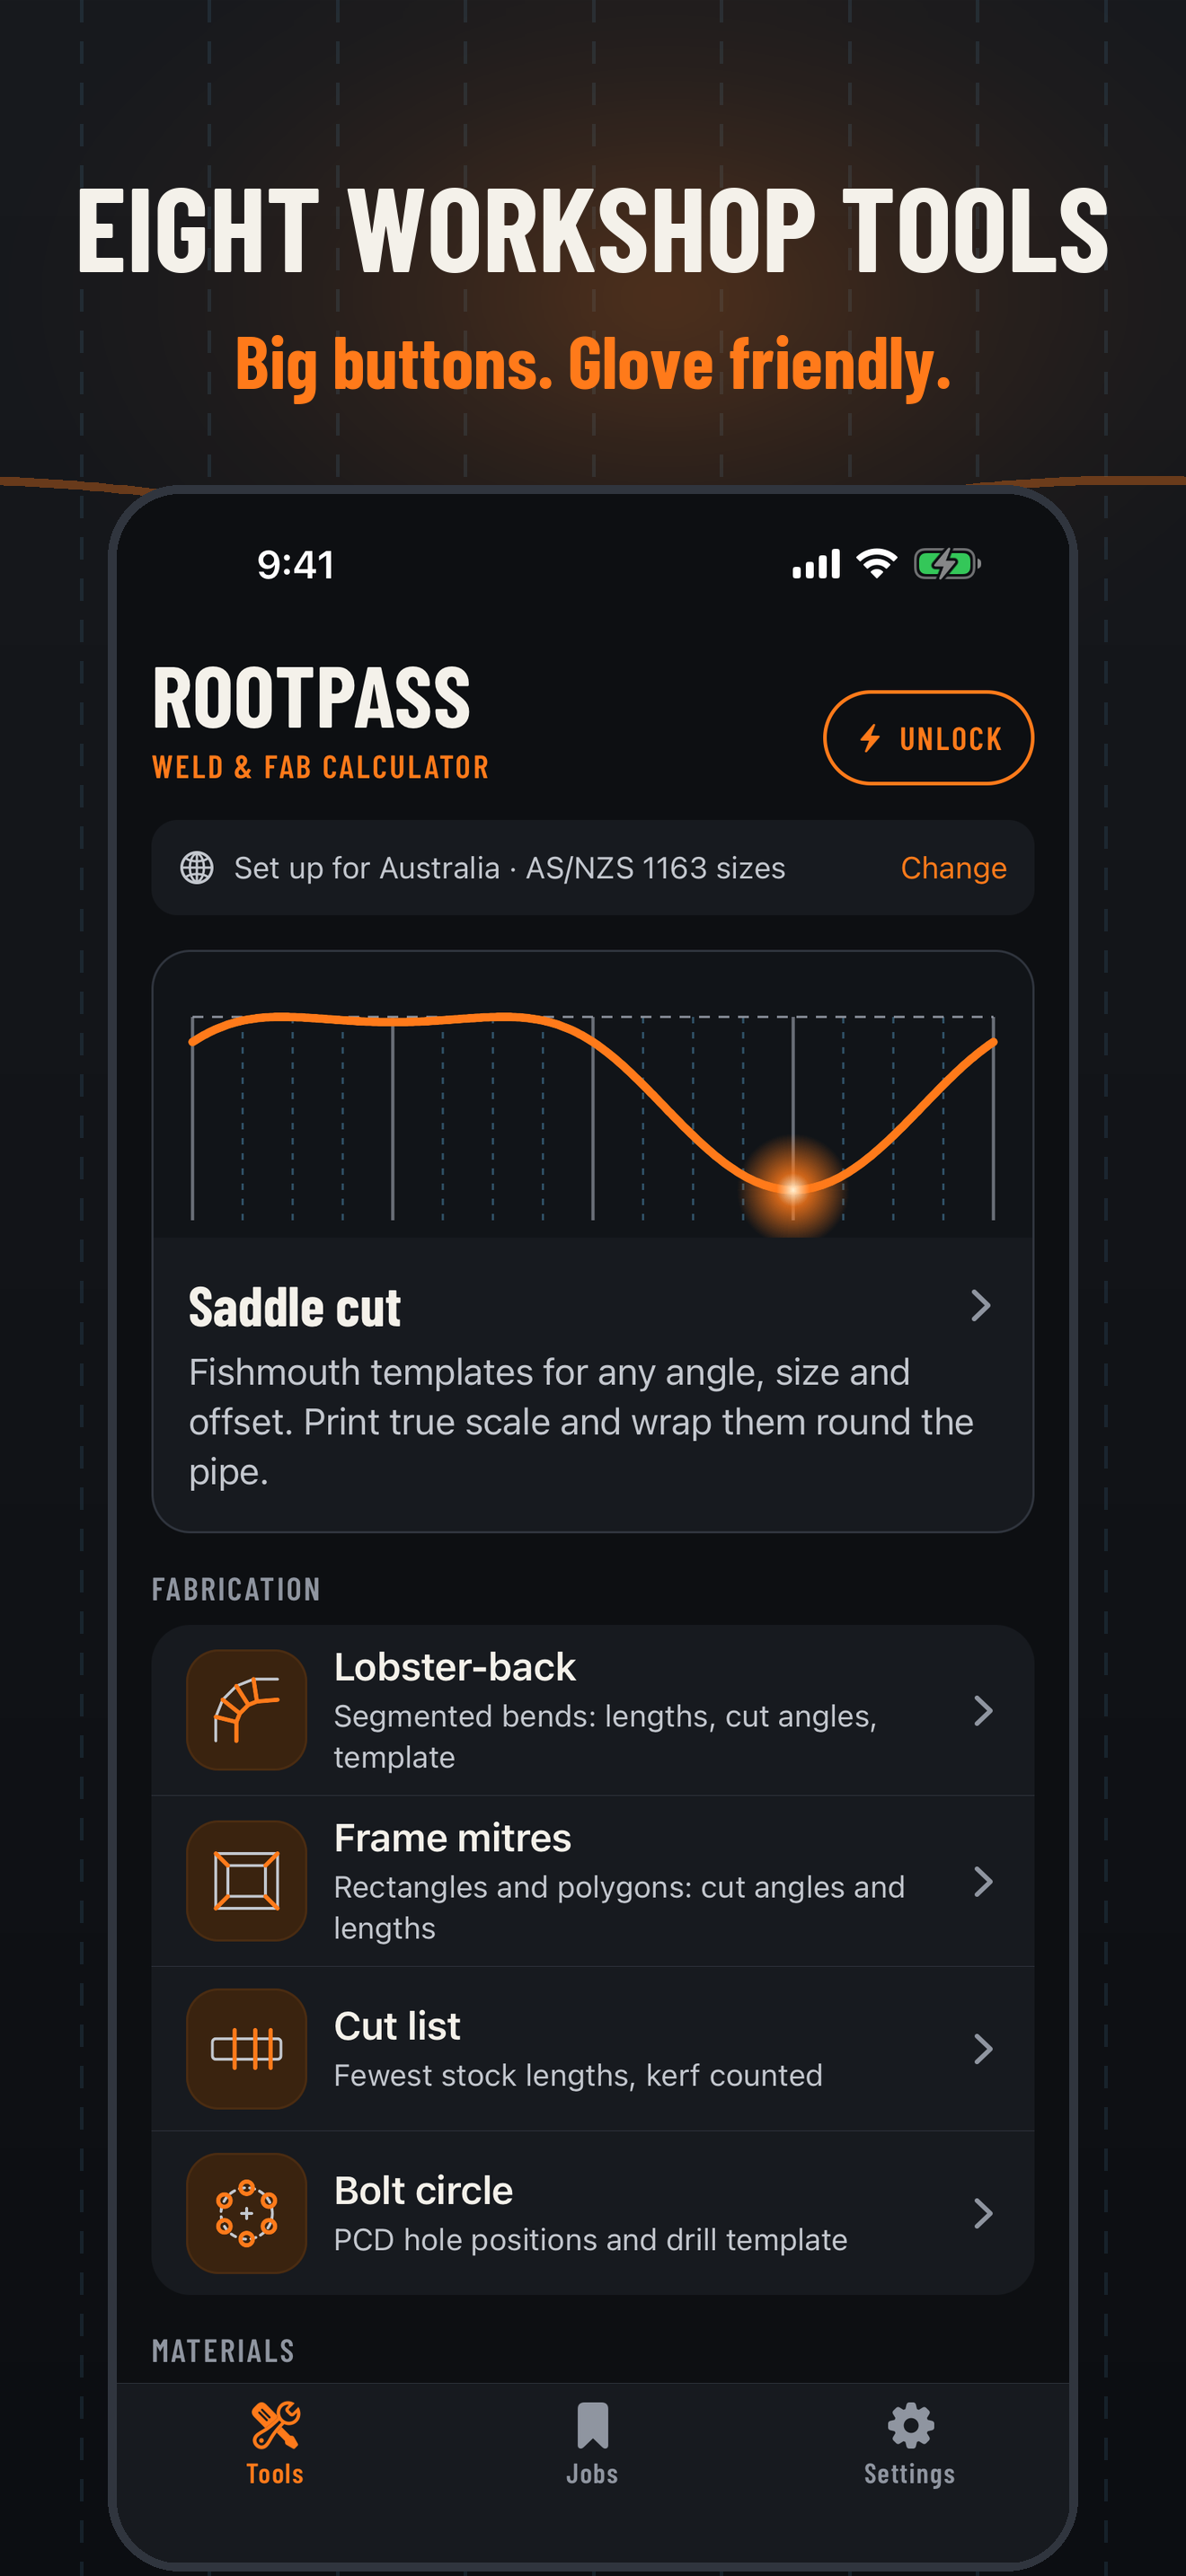 EIGHT WORKSHOP TOOLS
Big buttons. Glove friendly.
9:41
ROOTPASS
WELD & FAB CALCULATOR
UNLOCK
Set up for Australia · AS/NZS 1163 sizes
Change
Saddle cut
Fishmouth templates for any angle, size and
offset. Print true scale and wrap them round the
pipe.
FABRICATION
Lobster-back
Segmented bends: lengths, cut angles,
template
Frame mitres
Rectangles and polygons: cut angles and
lengths
Cut list
Fewest stock lengths, kerf counted
Bolt circle
PCD hole positions and drill template
MATERIALS
Tools
Jobs
Settings